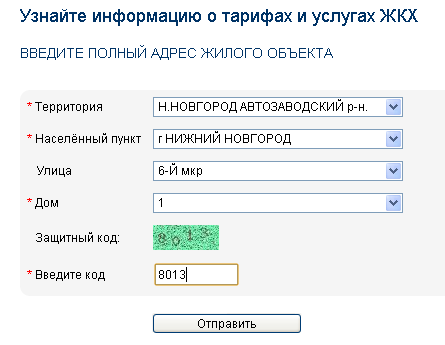 Узнайте информацию о тарифах и услугах ЖКХ
ВВЕДИТЕ ПОЛНЫЙ АДРЕС ЖИЛОГО ОБЪЕКТА
* Территория Н.НОВГОРОД АВТОЗАВОДСКИЙ р-н.
* Населённый пункт г НИЖНИЙ НОВГОРОД
Улица 6-Й мкр
* Дом 1
Защитный код: 8013
* Введите код 8013
Отправить